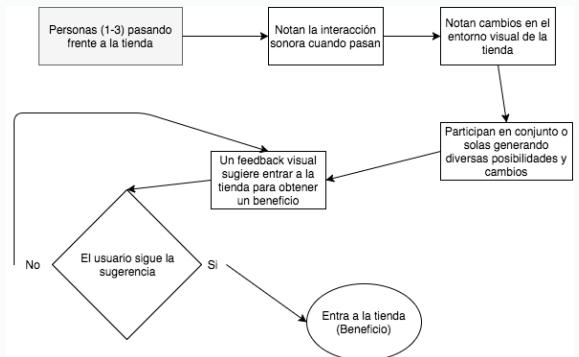 Personas (1-3) pasando
frente a la tienda
Notan la interacción
sonora cuando pasan
Notan cambios en el
entorno visual de la
tienda
Participan en conjunto o
solas generando
diversas posibilidades y
cambios
Un feedback visual
sugiere entrar a la
tienda para obtener
un beneficio
El usuario sigue la
sugerencia
No
Si
Entra a la tienda
(Beneficio)